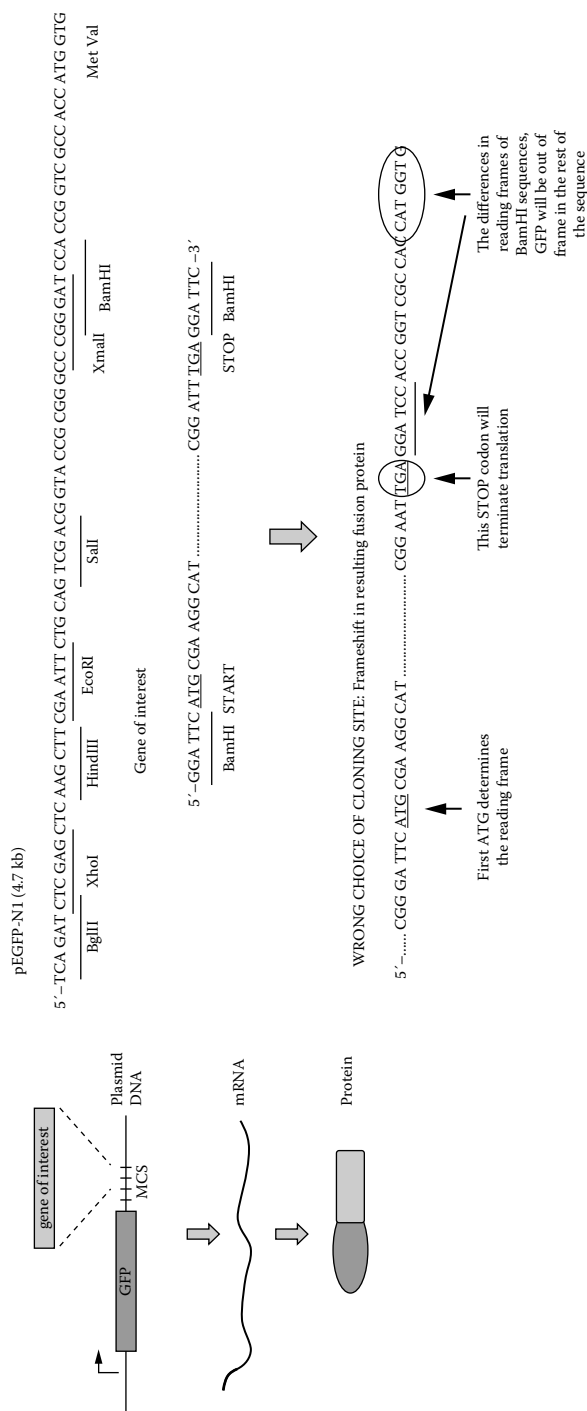 gene of interest
GFP
MCS
Plasmid
DNA
mRNA
Protein
pEGFP-N1 (4.7 kb)
5´–TCA GAT CTC GAG CTC AAG CTT CGA ATT CTG CAG TCG ACG GTA CCG CGG GCC CGG GAT CCA CCG GTC GCC ACC ATG GTG
BglII
XhoI
HindIII
EcoRI
SalI
XmaII
BamHI
Met Val
Gene of interest
5´–GGA TTC ATG CGA AGG CAT ............................ CGG ATT TGA GGA TTC –3´
BamHI START
STOP BamHI
WRONG CHOICE OF CLONING SITE: Frameshift in resulting fusion protein
5´–...... CGG GA TTC ATG CGA AGG CAT ............................ CGG AAT TGA GGA TCC ACC GGT CGC CAC CAT GGT G
First ATG determines
the reading frame
This STOP codon will
terminate translation
The differences in
reading frames of
BamHI sequences,
GFP will be out of
frame in the rest of
the sequence